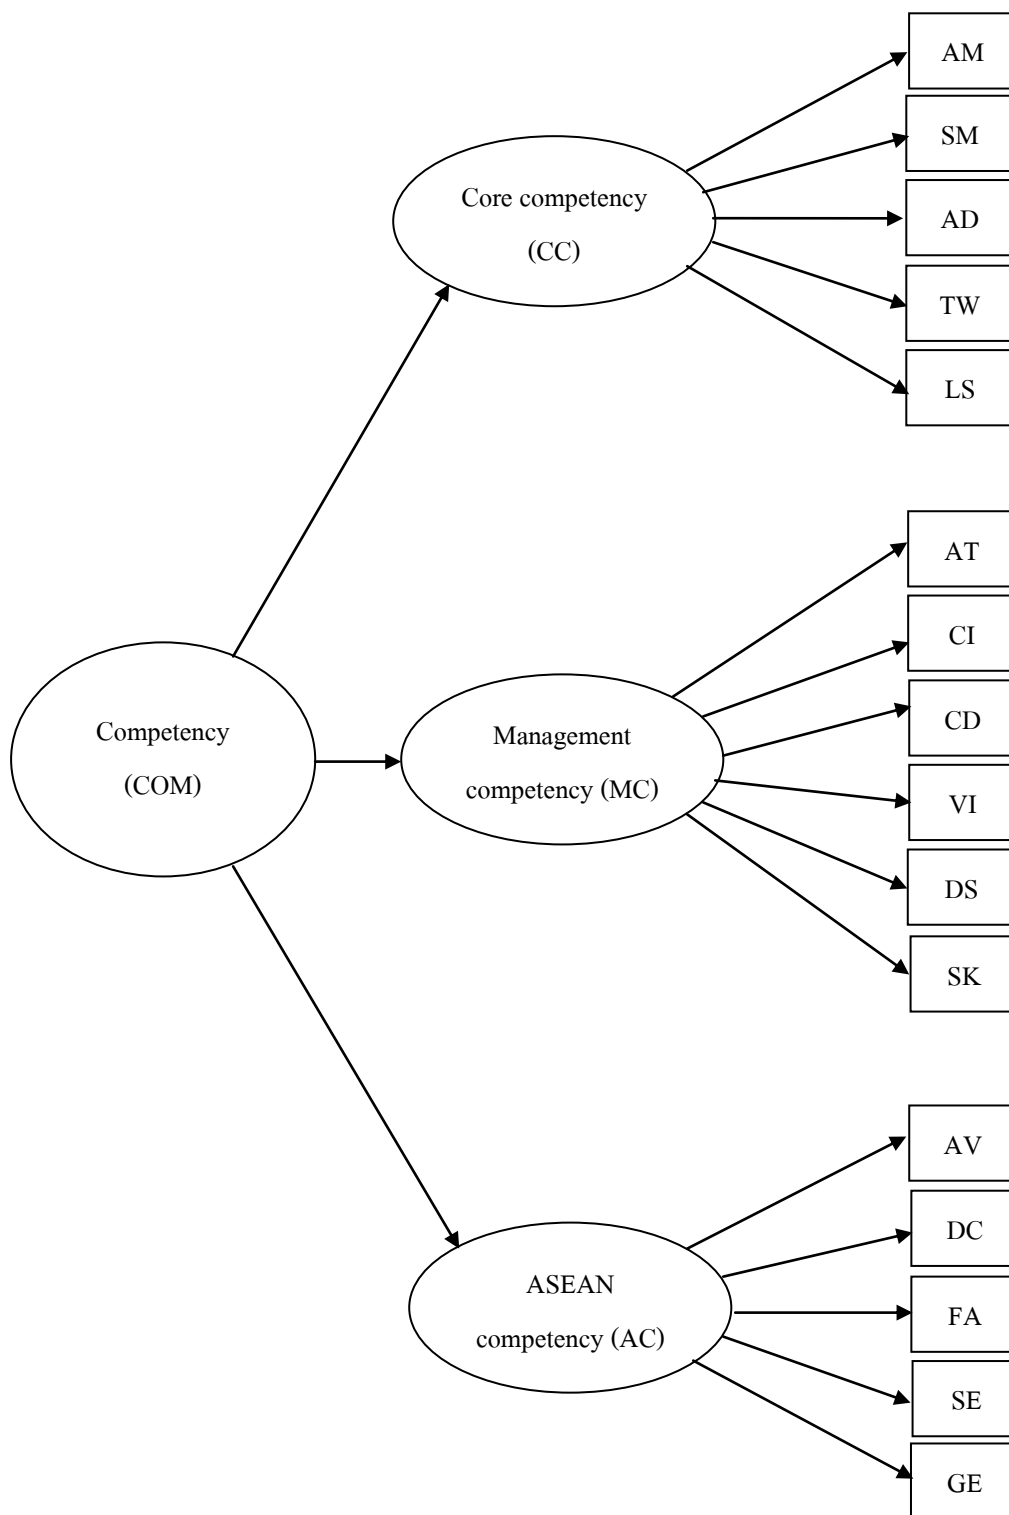 AM
SM
Core competency
(CC)
AD
TW
LS
AT
CI
CD
Competency
(COM)
Management
competency (MC)
VI
DS
SK
AV
DC
ASEAN
competency (AC)
FA
SE
GE